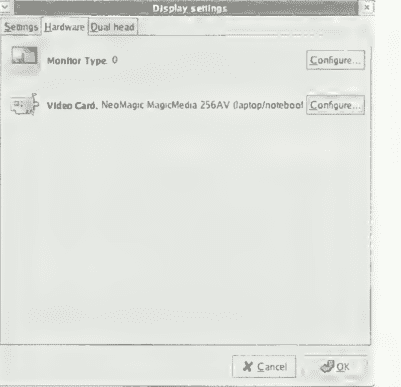 Display settings
Settings Hardware Dual head
Monitor Type: 0 Configure...
Video Card: NeoMagic MagicMedia 256AV (laptop/notebool Configure...
Cancel OK